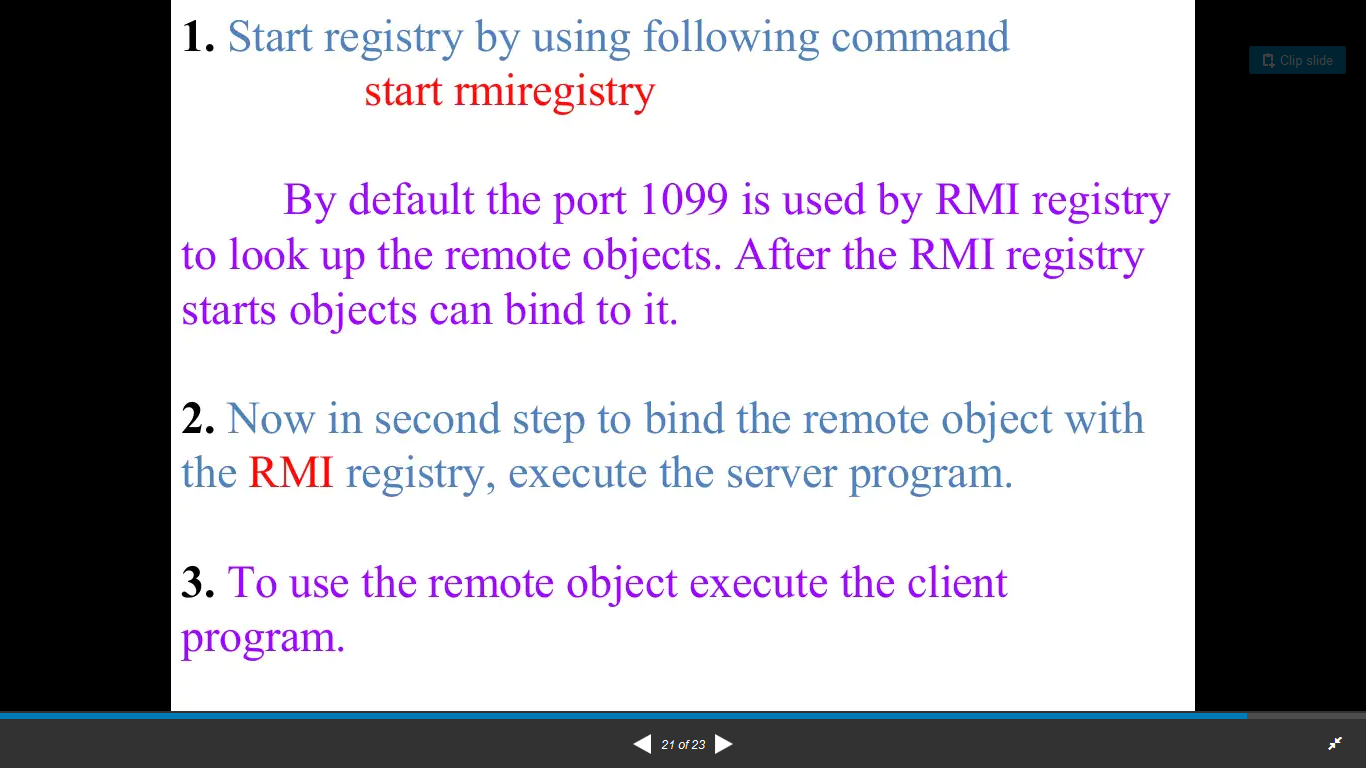 1. Start registry by using following command
start rmiregistry
By default the port 1099 is used by RMI registry
to look up the remote objects. After the RMI registry
starts objects can bind to it.
2. Now in second step to bind the remote object with
the RMI registry, execute the server program.
3. To use the remote object execute the client
program.
Clip slide
21 of 23